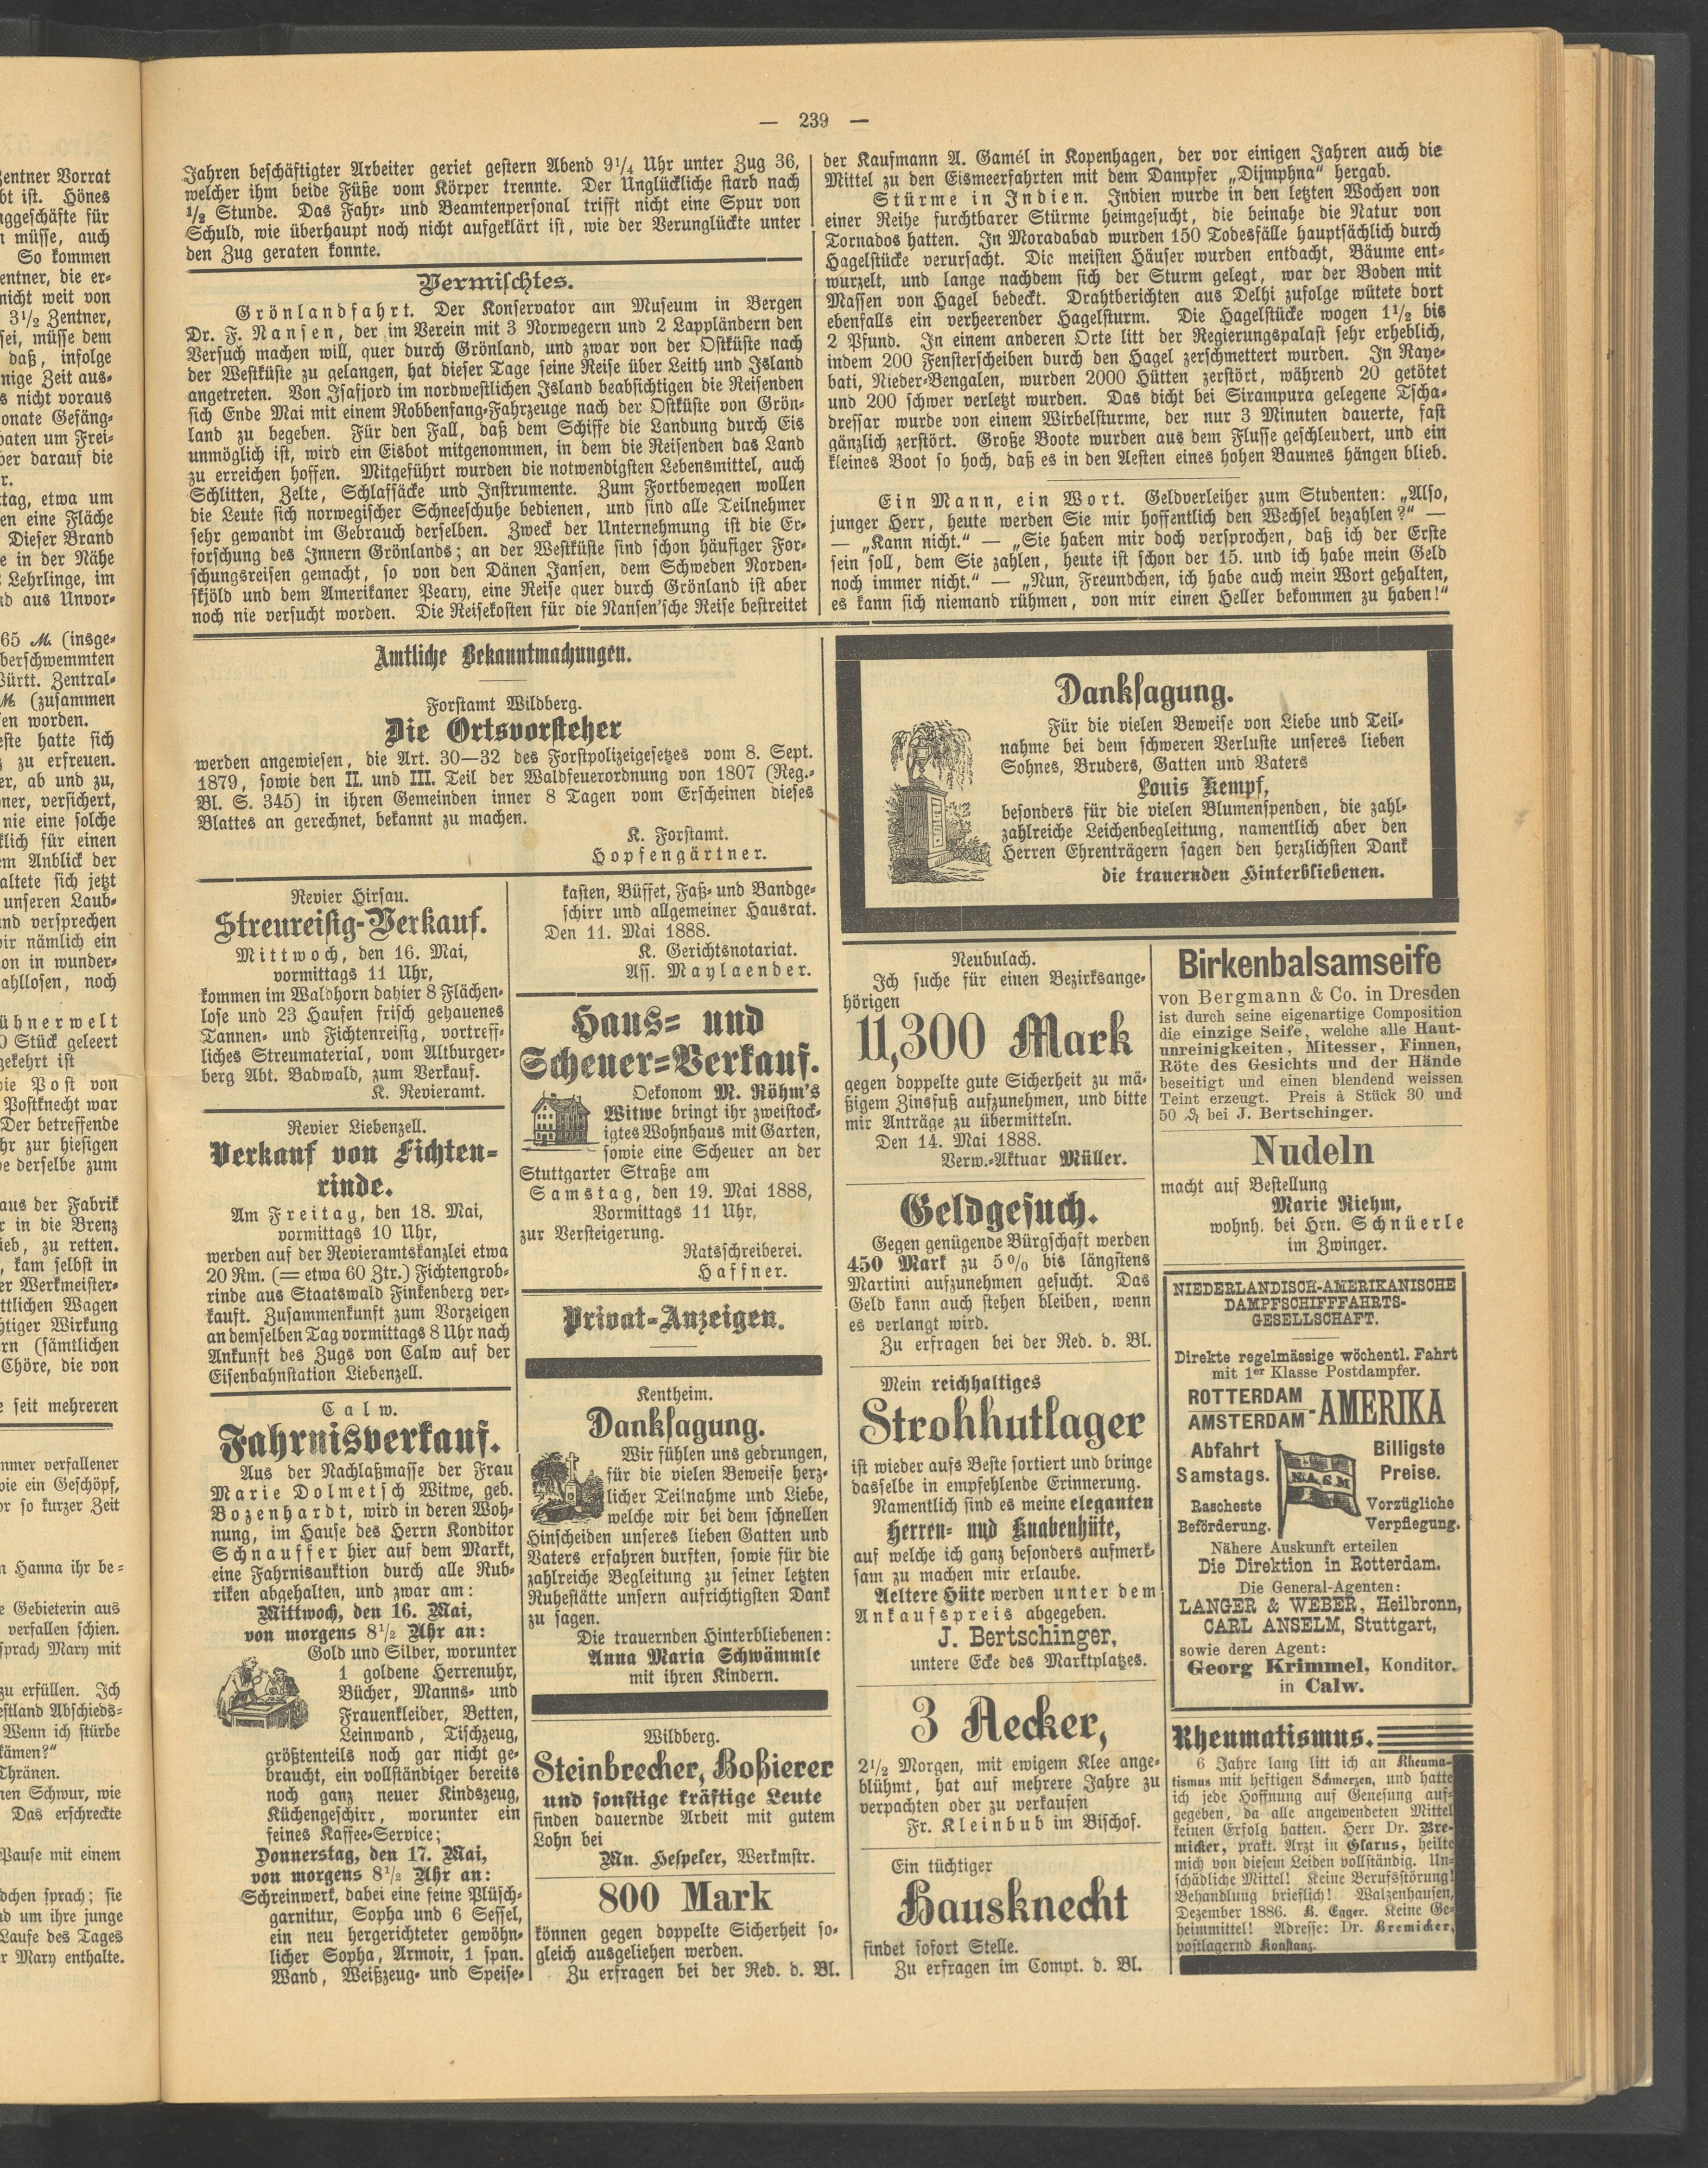 — 239 —
Jahren beschäftigter Arbeiter geriet gestern Abend 9¼ Uhr unter Zug 36,
welcher ihm beide Füße vom Körper trennte. Der Unglückliche starb nach
½ Stunde. Das Fahr- und Beamtenpersonal trifft nicht eine Spur von
Schuld, wie überhaupt noch nicht aufgeklärt ist, wie der Verunglückte unter
den Zug geraten konnte.
Vermischtes.
Grönlandfahrt. Der Konservator am Museum in Bergen
Dr. F. Nansen, der im Verein mit 3 Norwegern und 2 Lappländern den
Versuch machen will, quer durch Grönland, und zwar von der Ostküste nach
der Westküste zu gelangen, hat dieser Tage seine Reise über Leith und Island
angetreten. Von Isafjord im nordwestlichen Island beabsichtigen die Reisenden
sich Ende Mai mit einem Robbenfang-Fahrzeuge nach der Ostküste von Grön-
land zu begeben. Für den Fall, daß dem Schiffe die Landung durch Eis
unmöglich ist, wird ein Eisbot mitgenommen, in dem die Reisenden das Land
zu erreichen hoffen. Mitgeführt wurden die notwendigsten Lebensmittel, auch
Schlitten, Zelte, Schlafsäcke und Instrumente. Zum Fortbewegen wollen
die Leute sich norwegischer Schneeschuhe bedienen, und sind alle Teilnehmer
sehr gewandt im Gebrauch derselben. Zweck der Unternehmung ist die Er-
forschung des Innern Grönlands; an der Westküste sind schon häufiger For-
schungsreisen gemacht, so von den Dänen Jansen, dem Schweden Norden-
skjöld und dem Amerikaner Peary, eine Reise quer durch Grönland ist aber
noch nie versucht worden. Die Reisekosten für die Nansen'sche Reise bestreitet
der Kaufmann A. Gamél in Kopenhagen, der vor einigen Jahren auch die
Mittel zu den Eismeerfahrten mit dem Dampfer „Dijmphna“ hergab.
Stürme in Indien. Indien wurde in den letzten Wochen von
einer Reihe furchtbarer Stürme heimgesucht, die beinahe die Natur von
Tornados hatten. In Moradabad wurden 150 Todesfälle hauptsächlich durch
Hagelstücke verursacht. Die meisten Häuser wurden entdacht, Bäume ent-
wurzelt, und lange nachdem sich der Sturm gelegt, war der Boden mit
Massen von Hagel bedeckt. Drahtberichten aus Delhi zufolge wütete dort
ebenfalls ein verheerender Hagelsturm. Die Hagelstücke wogen 1½ bis
2 Pfund. In einem anderen Orte litt der Regierungspalast sehr erheblich,
indem 200 Fensterscheiben durch den Hagel zerschmettert wurden. In Raye-
bati, Nieder-Bengalen, wurden 2000 Hütten zerstört, während 20 getötet
und 200 schwer verletzt wurden. Das dicht bei Sirampura gelegene Tscha-
dressar wurde von einem Wirbelsturme, der nur 3 Minuten dauerte, fast
gänzlich zerstört. Große Boote wurden aus dem Flusse geschleudert, und ein
kleines Boot so hoch, daß es in den Aesten eines hohen Baumes hängen blieb.
Ein Mann, ein Wort. Geldverleiher zum Studenten: „Also,
junger Herr, heute werden Sie mir hoffentlich den Wechsel bezahlen?“ —
— „Kann nicht.“ — „Sie haben mir doch versprochen, daß ich der Erste
sein soll, dem Sie zahlen, heute ist schon der 15. und ich habe mein Geld
noch immer nicht.“ — „Nun, Freundchen, ich habe auch mein Wort gehalten,
es kann sich niemand rühmen, von mir einen Heller bekommen zu haben!“
Amtliche Bekanntmachungen.
Forstamt Wildberg.
Die Ortsvorsteher
werden angewiesen, die Art. 30—32 des Forstpolizeigesetzes vom 8. Sept.
1879, sowie den II. und III. Teil der Waldfeuerordnung von 1807 (Reg.-
Bl. S. 345) in ihren Gemeinden inner 8 Tagen vom Erscheinen dieses
Blattes an gerechnet, bekannt zu machen.
K. Forstamt.
Hopfengärtner.
Revier Hirsau.
Streureisig-Verkauf.
Mittwoch, den 16. Mai,
vormittags 11 Uhr,
kommen im Waldhorn dahier 8 Flächen-
lose und 23 Haufen frisch gehauenes
Tannen- und Fichtenreisig, vortreff-
liches Streumaterial, vom Altburger-
berg Abt. Badwald, zum Verkauf.
K. Revieramt.
Revier Liebenzell.
Verkauf von Fichten-
rinde.
Am Freitag, den 18. Mai,
vormittags 10 Uhr,
werden auf der Revieramtskanzlei etwa
20 Rm. (= etwa 60 Ztr.) Fichtengrob-
rinde aus Staatswald Finkenberg ver-
kauft. Zusammenkunft zum Vorzeigen
an demselben Tag vormittags 8 Uhr nach
Ankunft des Zugs von Calw auf der
Eisenbahnstation Liebenzell.
Calw.
Fahrnisverkauf.
Aus der Nachlaßmasse der Frau
Marie Dolmetsch Witwe, geb.
Bozenhardt, wird in deren Woh-
nung, im Hause des Herrn Konditor
Schnauffer hier auf dem Markt,
eine Fahrnisauktion durch alle Rub-
riken abgehalten, und zwar am:
Mittwoch, den 16. Mai,
von morgens 8½ Uhr an:
Gold und Silber, worunter
1 goldene Herrenuhr,
Bücher, Manns- und
Frauenkleider, Betten,
Leinwand, Tischzeug,
größtenteils noch gar nicht ge-
braucht, ein vollständiger bereits
noch ganz neuer Kindszeug,
Küchengeschirr, worunter ein
feines Kaffee-Service;
Donnerstag, den 17. Mai,
von morgens 8½ Uhr an:
Schreinwerk, dabei eine feine Plüsch-
garnitur, Sopha und 6 Sessel,
ein neu hergerichteter gewöhn-
licher Sopha, Armoir, 1 span.
Wand, Weißzeug- und Speise-
kasten, Büffet, Faß- und Bandge-
schirr und allgemeiner Hausrat.
Den 11. Mai 1888.
K. Gerichtsnotariat.
Ass. Maylaender.
Haus- und
Scheuer-Verkauf.
Oekonom M. Röhm's
Witwe bringt ihr zweistock-
igtes Wohnhaus mit Garten,
sowie eine Scheuer an der
Stuttgarter Straße am
Samstag, den 19. Mai 1888,
Vormittags 11 Uhr,
zur Versteigerung.
Ratsschreiberei.
Haffner.
Privat-Anzeigen.
Kentheim.
Danksagung.
Wir fühlen uns gedrungen,
für die vielen Beweise herz-
licher Teilnahme und Liebe,
welche wir bei dem schnellen
Hinscheiden unseres lieben Gatten und
Vaters erfahren durften, sowie für die
zahlreiche Begleitung zu seiner letzten
Ruhestätte unsern aufrichtigsten Dank
zu sagen.
Die trauernden Hinterbliebenen:
Anna Maria Schwämmle
mit ihren Kindern.
Wildberg.
Steinbrecher, Boßierer
und sonstige kräftige Leute
finden dauernde Arbeit mit gutem
Lohn bei
Mn. Hespeler, Werkmstr.
800 Mark
können gegen doppelte Sicherheit so-
gleich ausgeliehen werden.
Zu erfragen bei der Red. d. Bl.
Danksagung.
Für die vielen Beweise von Liebe und Teil-
nahme bei dem schweren Verluste unseres lieben
Sohnes, Bruders, Gatten und Vaters
Louis Kempf,
besonders für die vielen Blumenspenden, die zahl-
zahlreiche Leichenbegleitung, namentlich aber den
Herren Ehrenträgern sagen den herzlichsten Dank
die trauernden Hinterbliebenen.
Neubulach.
Ich suche für einen Bezirksange-
hörigen
11,300 Mark
gegen doppelte gute Sicherheit zu mä-
ßigem Zinsfuß aufzunehmen, und bitte
mir Anträge zu übermitteln.
Den 14. Mai 1888.
Verw.-Aktuar Müller.
Geldgesuch.
Gegen genügende Bürgschaft werden
450 Mark zu 5% bis längstens
Martini aufzunehmen gesucht. Das
Geld kann auch stehen bleiben, wenn
es verlangt wird.
Zu erfragen bei der Red. d. Bl.
Mein reichhaltiges
Strohhutlager
ist wieder aufs Beste sortiert und bringe
dasselbe in empfehlende Erinnerung.
Namentlich sind es meine eleganten
Herren- und Knabenhüte,
auf welche ich ganz besonders aufmerk-
sam zu machen mir erlaube.
Aeltere Hüte werden unter dem
Ankaufspreis abgegeben.
J. Bertschinger,
untere Ecke des Marktplatzes.
3 Aecker,
2½ Morgen, mit ewigem Klee ange-
blühmt, hat auf mehrere Jahre zu
verpachten oder zu verkaufen
Fr. Kleinbub im Bischof.
Ein tüchtiger
Hausknecht
findet sofort Stelle.
Zu erfragen im Compt. d. Bl.
Birkenbalsamseife
von Bergmann & Co. in Dresden
ist durch seine eigenartige Composition
die einzige Seife, welche alle Haut-
unreinigkeiten, Mitesser, Finnen,
Röte des Gesichts und der Hände
beseitigt und einen blendend weissen
Teint erzeugt. Preis à Stück 30 und
50 ₰ bei J. Bertschinger.
Nudeln
macht auf Bestellung
Marie Riehm,
wohnh. bei Hrn. Schnüerle
im Zwinger.
NIEDERLANDISCH-AMERIKANISCHE
DAMPFSCHIFFFAHRTS-
GESELLSCHAFT.
Direkte regelmässige wöchentl. Fahrt
mit 1er Klasse Postdampfer.
ROTTERDAM
AMSTERDAM - AMERIKA
Abfahrt
Samstags.
Rascheste
Beförderung.
N.A.S.M
Billigste
Preise.
Vorzügliche
Verpflegung.
Nähere Auskunft erteilen
Die Direktion in Rotterdam.
Die General-Agenten:
LANGER & WEBER, Heilbronn,
CARL ANSELM, Stuttgart,
sowie deren Agent:
Georg Krimmel, Konditor.
in Calw.
Rheumatismus.
6 Jahre lang litt ich an Rheuma-
tismus mit heftigen Schmerzen, und hatte
ich jede Hoffnung auf Genesung auf-
gegeben, da alle angewendeten Mittel
keinen Erfolg hatten. Herr Dr. Bre-
micker, prakt. Arzt in Glarus, heilte
mich von diesem Leiden vollständig. Un-
schädliche Mittel! Keine Berufsstörung!
Behandlung brieflich! Walzenhausen,
Dezember 1886. B. Egger. Keine Ge-
heimmittel! Adresse: Dr. Bremicker,
postlagernd Konstanz.